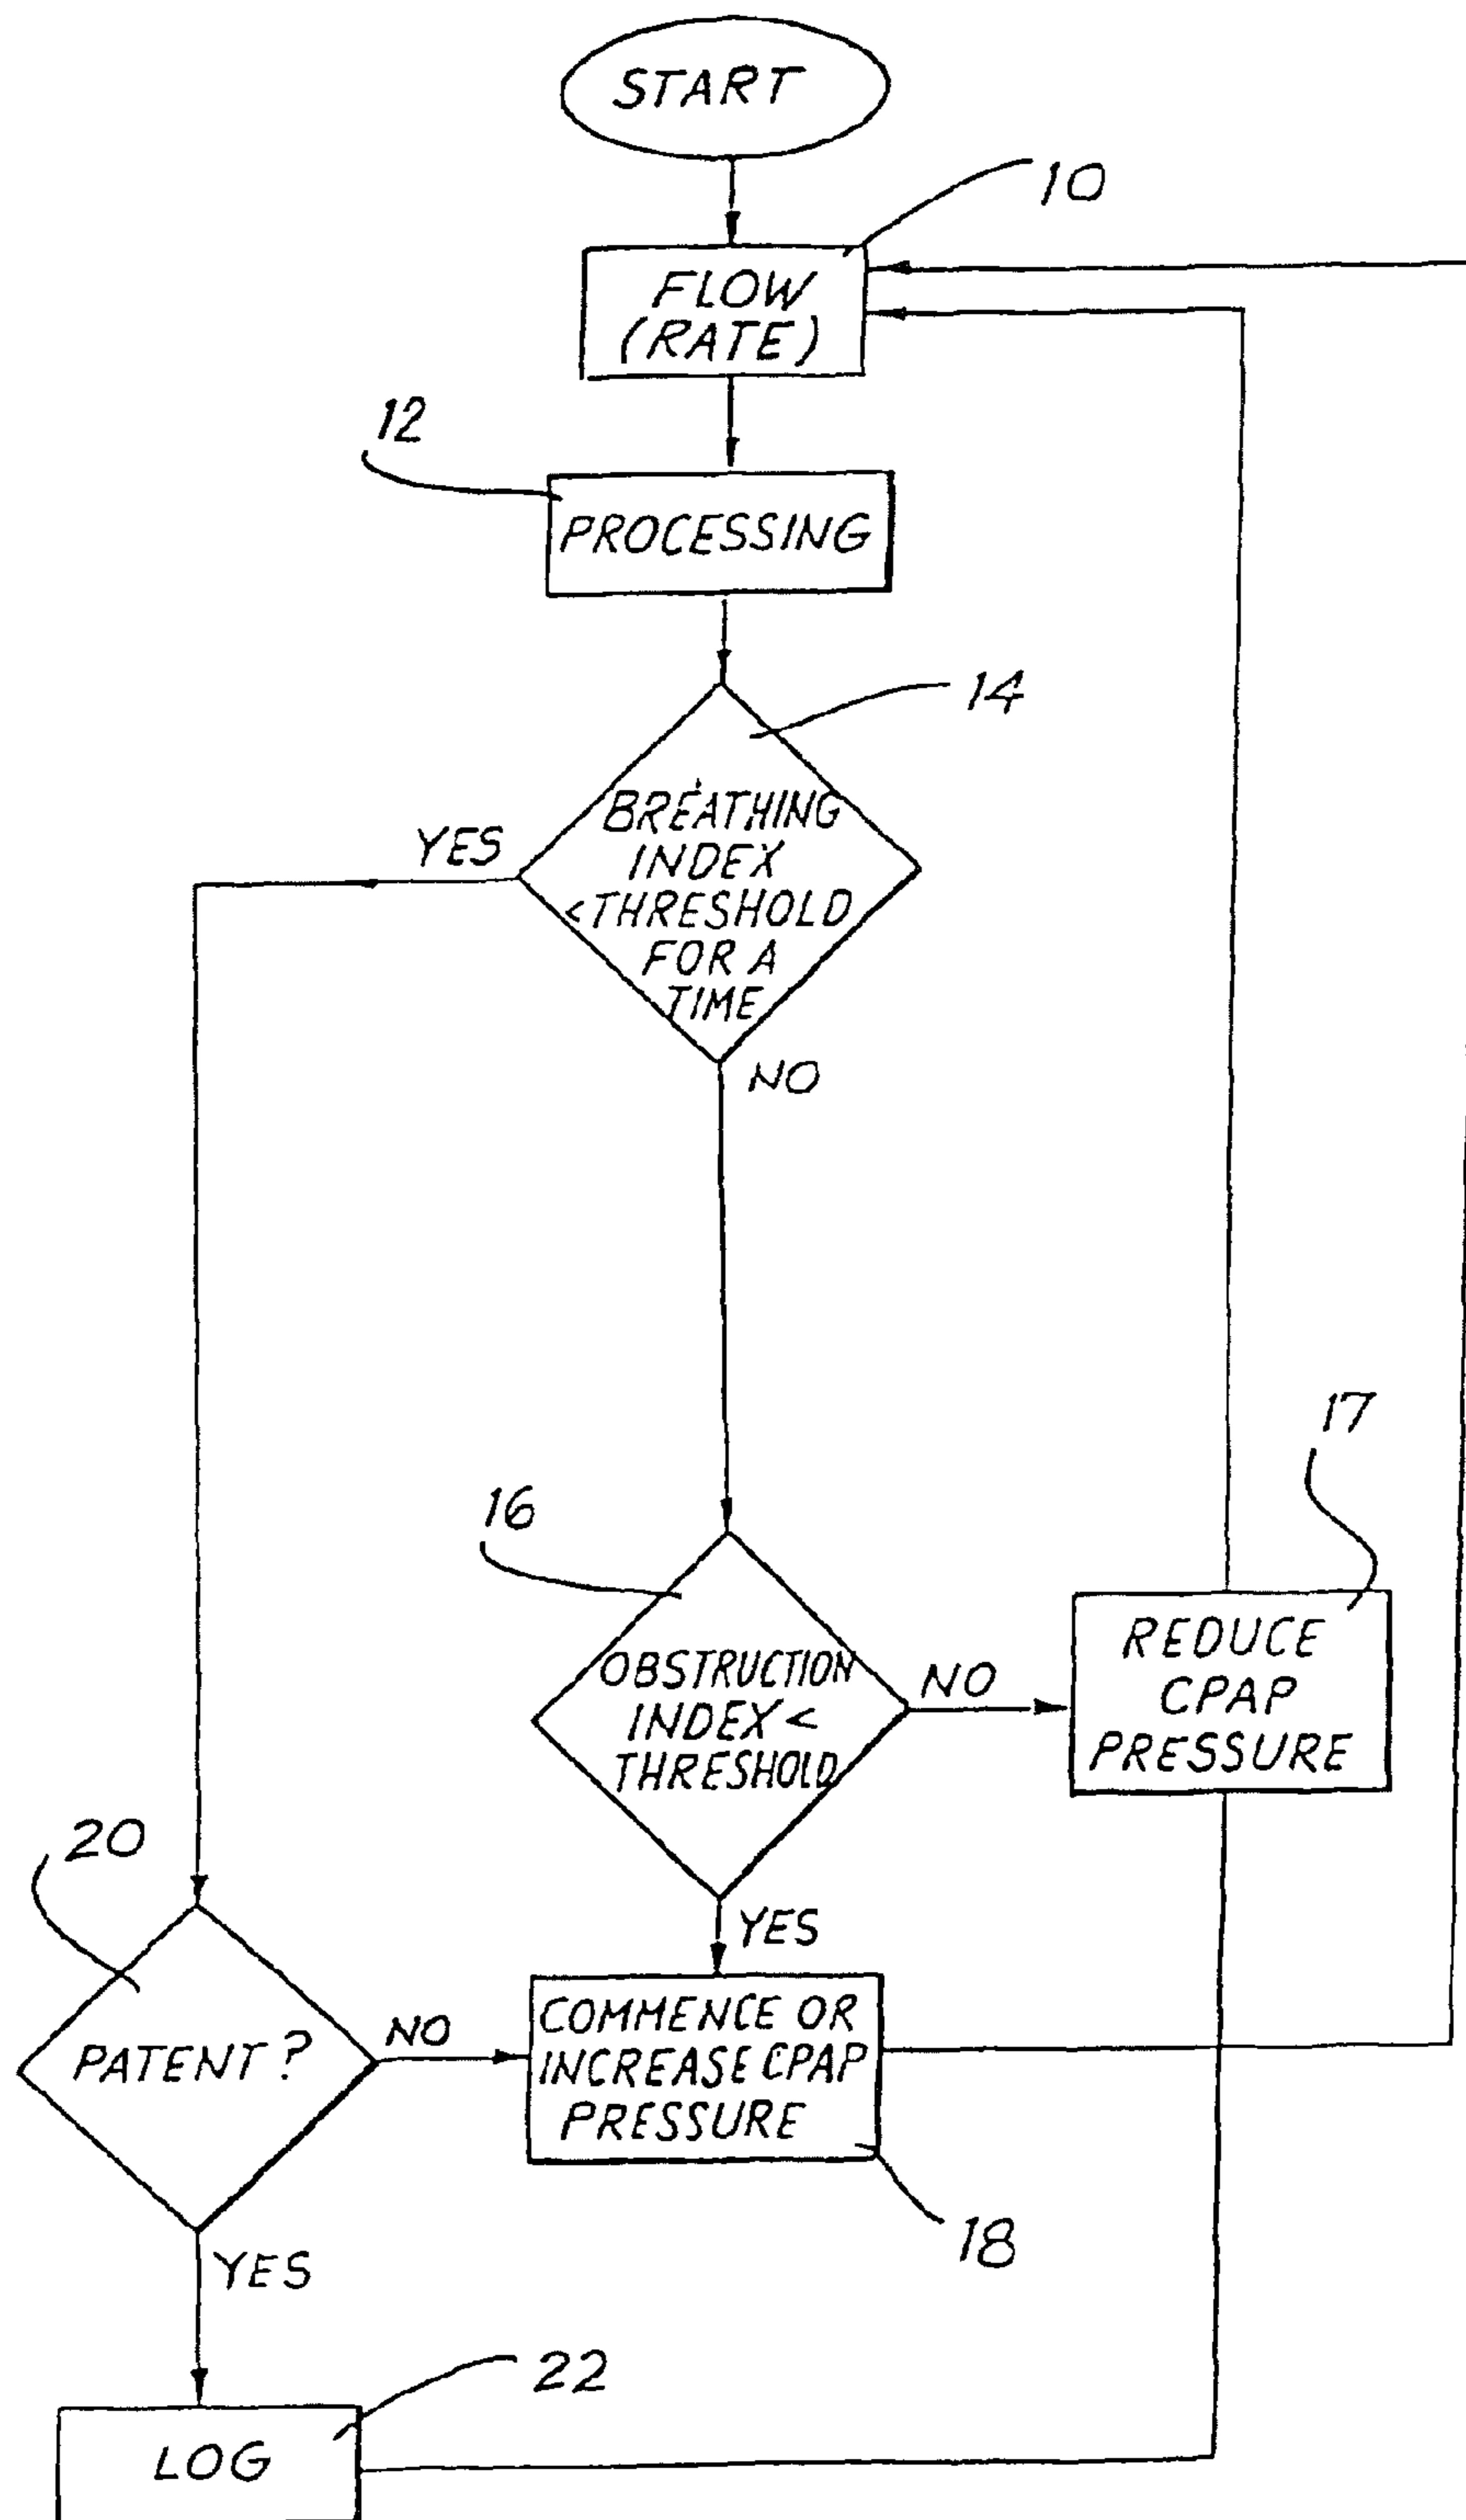 START
10
FLOW
(RATE)
12
PROCESSING
14
BREATHING
INDEX
<THRESHOLD
FOR A
TIME
YES
NO
16
17
OBSTRUCTION
INDEX<
THRESHOLD
NO
REDUCE
CPAP
PRESSURE
YES
20
PATENT?
NO
COMMENCE OR
INCREASE CPAP
PRESSURE
18
YES
22
LOG